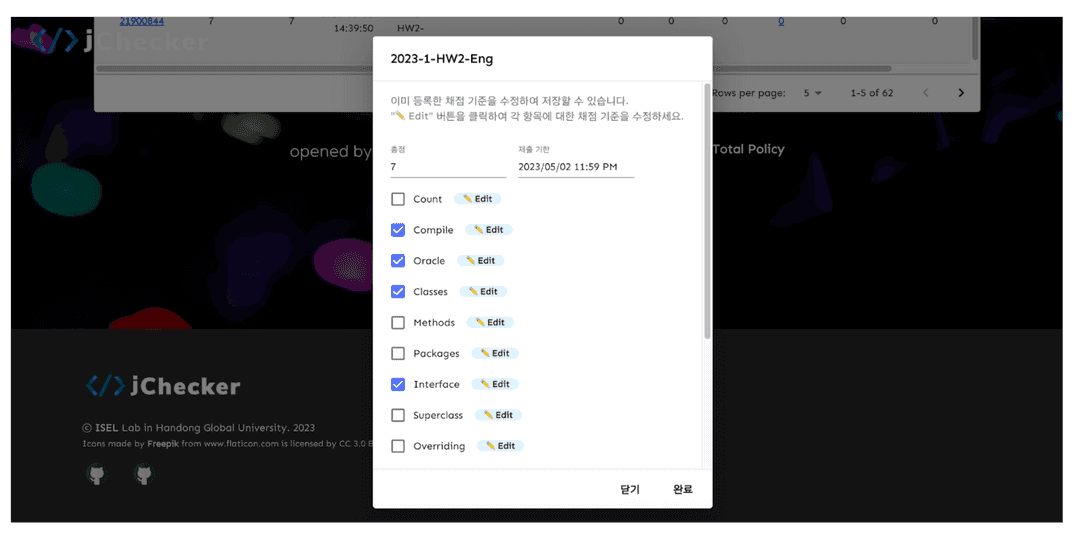 21900844 7 7 14:39:50 HW2- 0 0 0 0 0 0
jChecker
2023-1-HW2-Eng
Rows per page: 5 1-5 of 62
이미 등록한 채점 기준을 수정하여 저장할 수 있습니다.
"✏️ Edit" 버튼을 클릭하여 각 항목에 대한 채점 기준을 수정하세요.
opened by
Total Policy
총점 제출 기한
7 2023/05/02 11:59 PM
Count ✏️ Edit
Compile ✏️ Edit
Oracle ✏️ Edit
Classes ✏️ Edit
Methods ✏️ Edit
Packages ✏️ Edit
Interface ✏️ Edit
Superclass ✏️ Edit
Overriding ✏️ Edit
닫기 완료
jChecker
© ISEL Lab in Handong Global University. 2023
Icons made by Freepik from www.flaticon.com is licensed by CC 3.0 B